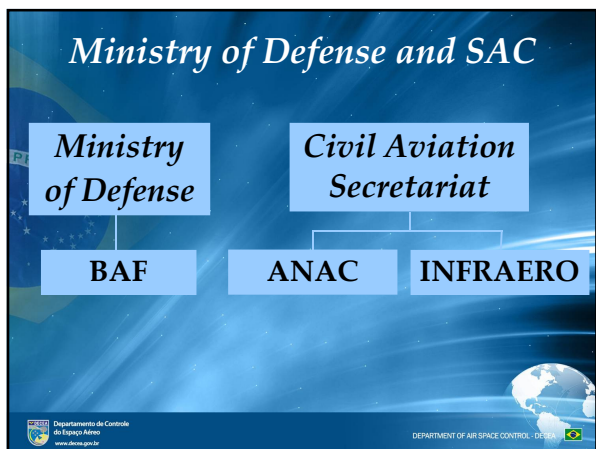 Ministry of Defense and SAC
Ministry
of Defense
Civil Aviation
Secretariat
BAF
ANAC
INFRAERO
DECEA
Departamento de Controle
do Espaço Aéreo
www.decea.gov.br
DEPARTMENT OF AIR SPACE CONTROL - DECEA